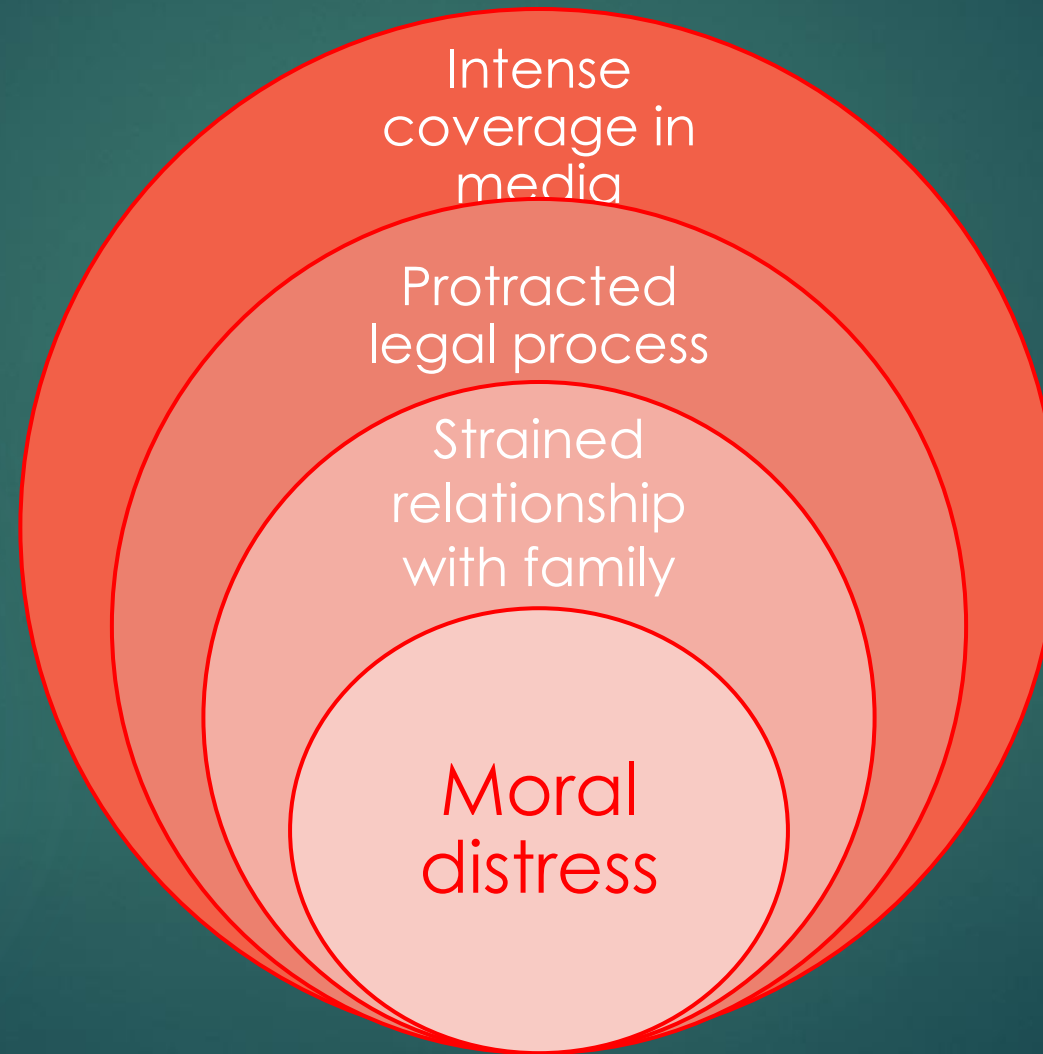 Intense
coverage in
media
Protracted
legal process
Strained
relationship
with family
Moral
distress